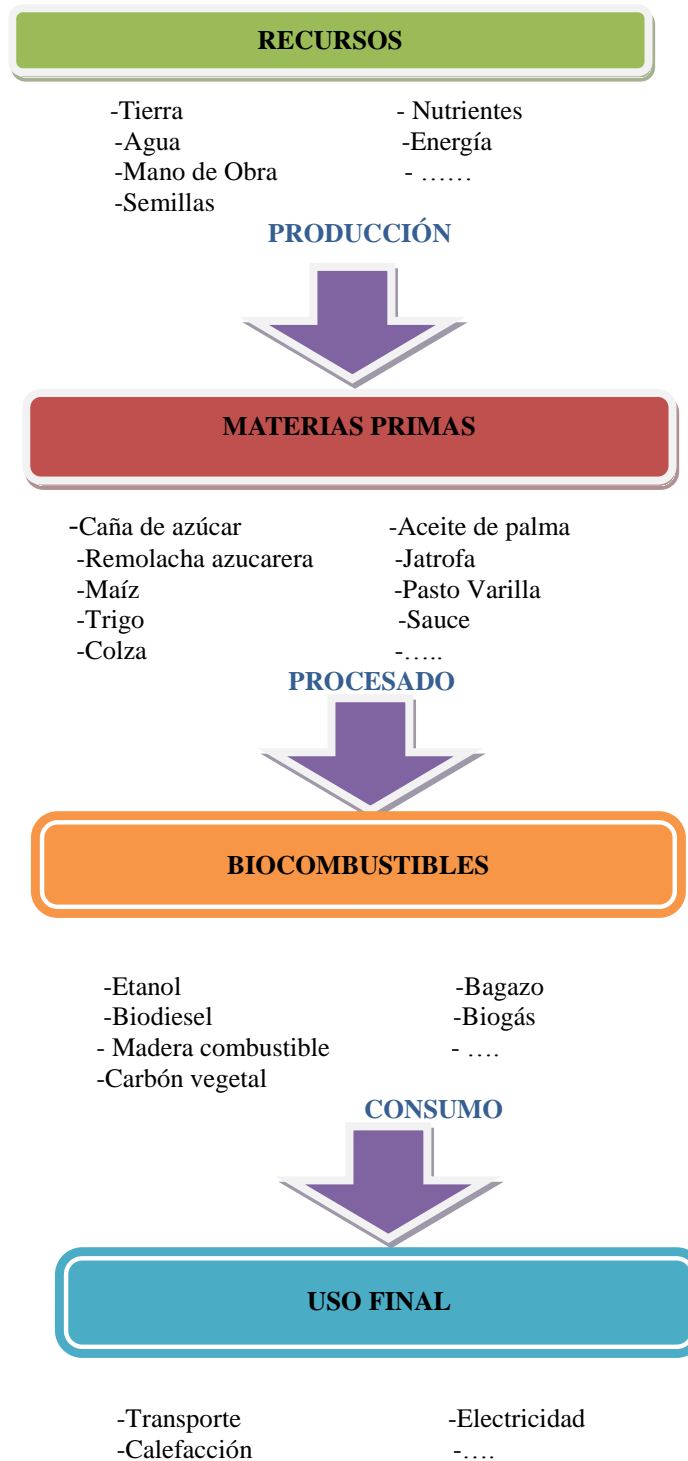 RECURSOS
-Tierra - Nutrientes
-Agua -Energía
-Mano de Obra - ……
-Semillas
PRODUCCIÓN
MATERIAS PRIMAS
-Caña de azúcar -Aceite de palma
-Remolacha azucarera -Jatrofa
-Maíz -Pasto Varilla
-Trigo -Sauce
-Colza -…..
PROCESADO
BIOCOMBUSTIBLES
-Etanol -Bagazo
-Biodiesel -Biogás
- Madera combustible - ….
-Carbón vegetal
CONSUMO
USO FINAL
-Transporte -Electricidad
-Calefacción -….